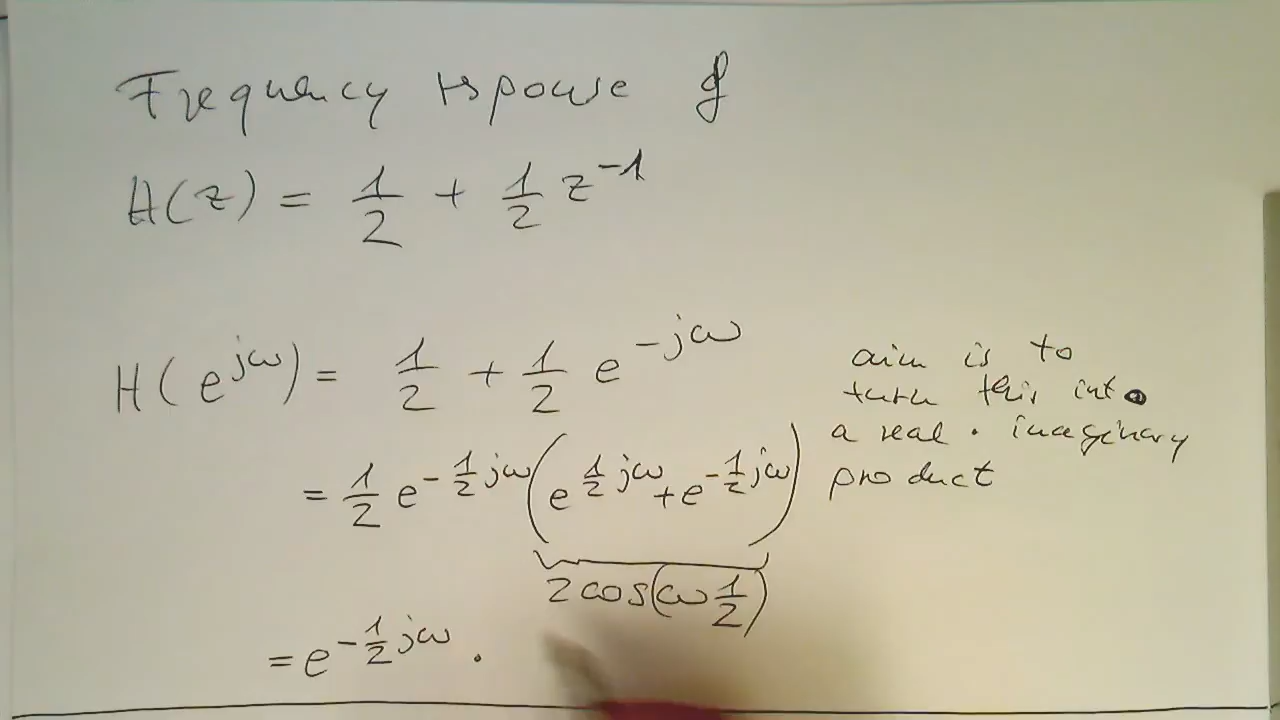 Frequency response of
H(z) = 1/2 + 1/2 z^-1
H(e^jω) = 1/2 + 1/2 e^-jω
aim is to
turn this into
a real · imaginary
product
= 1/2 e^-1/2 jω (e^1/2 jω + e^-1/2 jω)
2 cos(ω 1/2)
= e^-1/2 jω ·